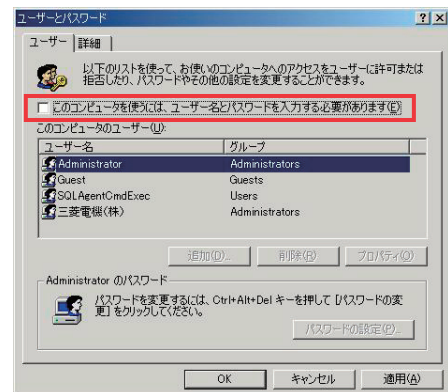 ユーザーとパスワード
ユーザー 詳細
以下のリストを使って、お使いのコンピュータへのアクセスをユーザーに許可または
拒否したり、パスワードやその他の設定を変更することができます。
このコンピュータを使うには、ユーザー名とパスワードを入力する必要があります(E)
このコンピュータのユーザー(U):
ユーザー名 グループ
Administrator Administrators
Guest Guests
SQLAgentCmdExec Users
三菱電機(株) Administrators
追加(D)... 削除(R) プロパティ(O)
Administrator のパスワード
パスワードを変更するには、Ctrl+Alt+Del キーを押して [パスワードの変
更] をクリックしてください。
パスワードの設定(P)...
OK キャンセル 適用(A)